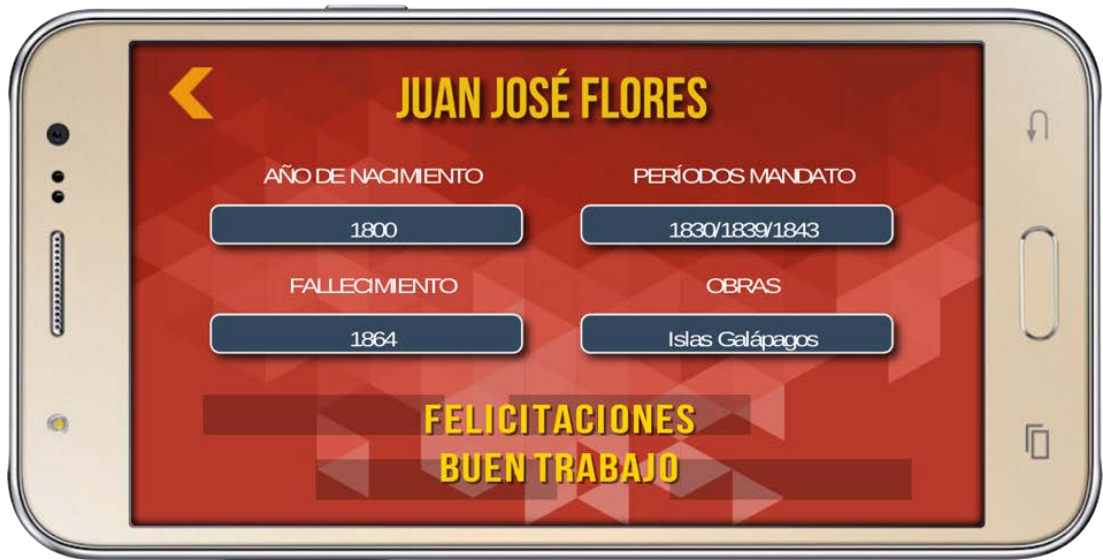 JUAN JOSÉ FLORES
AÑO DE NACIMIENTO
PERÍODOS MANDATO
1800
1830/1839/1843
FALLECIMIENTO
OBRAS
1864
Islas Galápagos
FELICITACIONES
BUEN TRABAJO